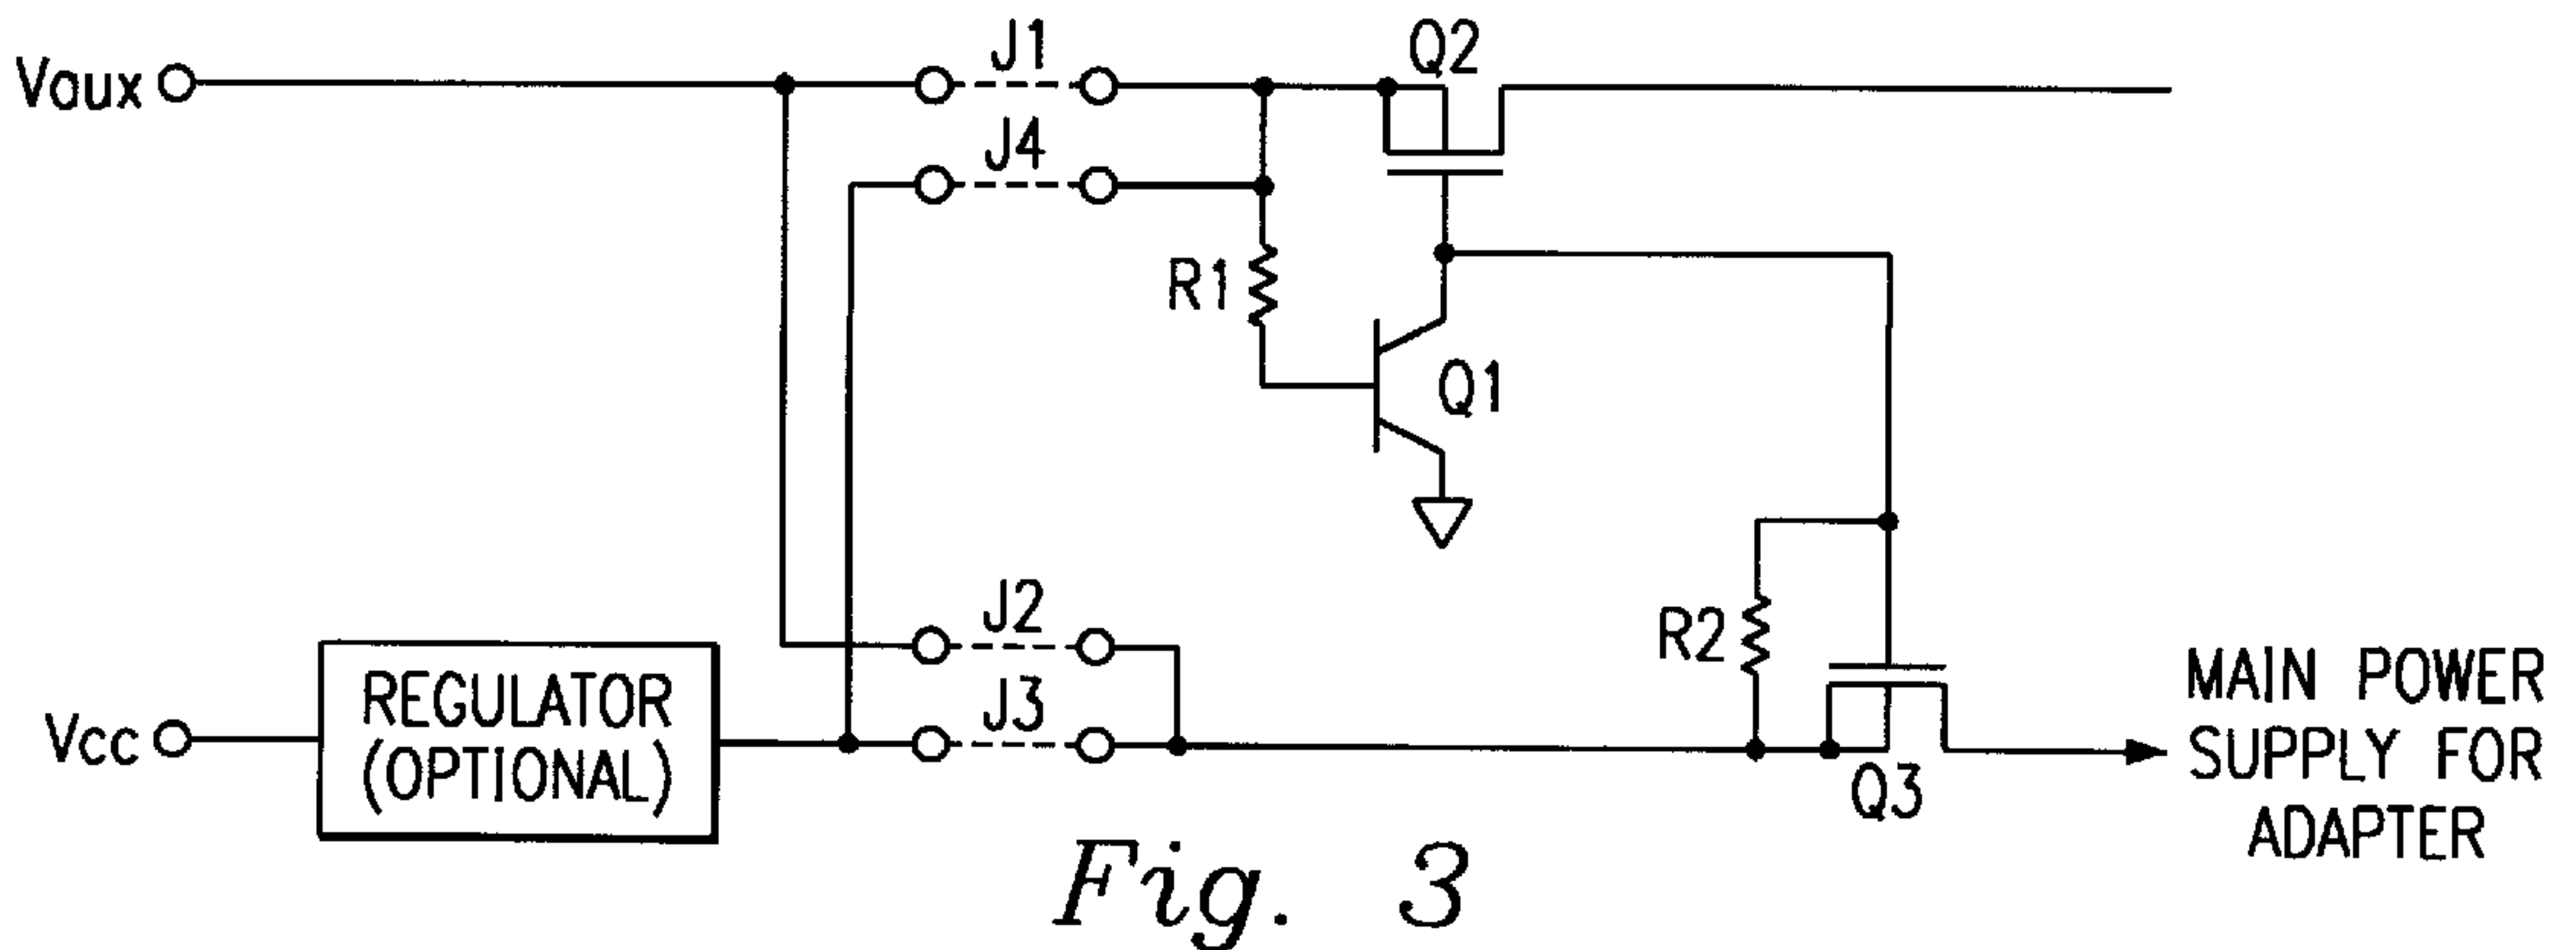 J1
Q2
Vaux
J4
R1
Q1
J2
R2
REGULATOR
(OPTIONAL)
J3
Vcc
MAIN POWER
SUPPLY FOR
ADAPTER
Q3
Fig. 3